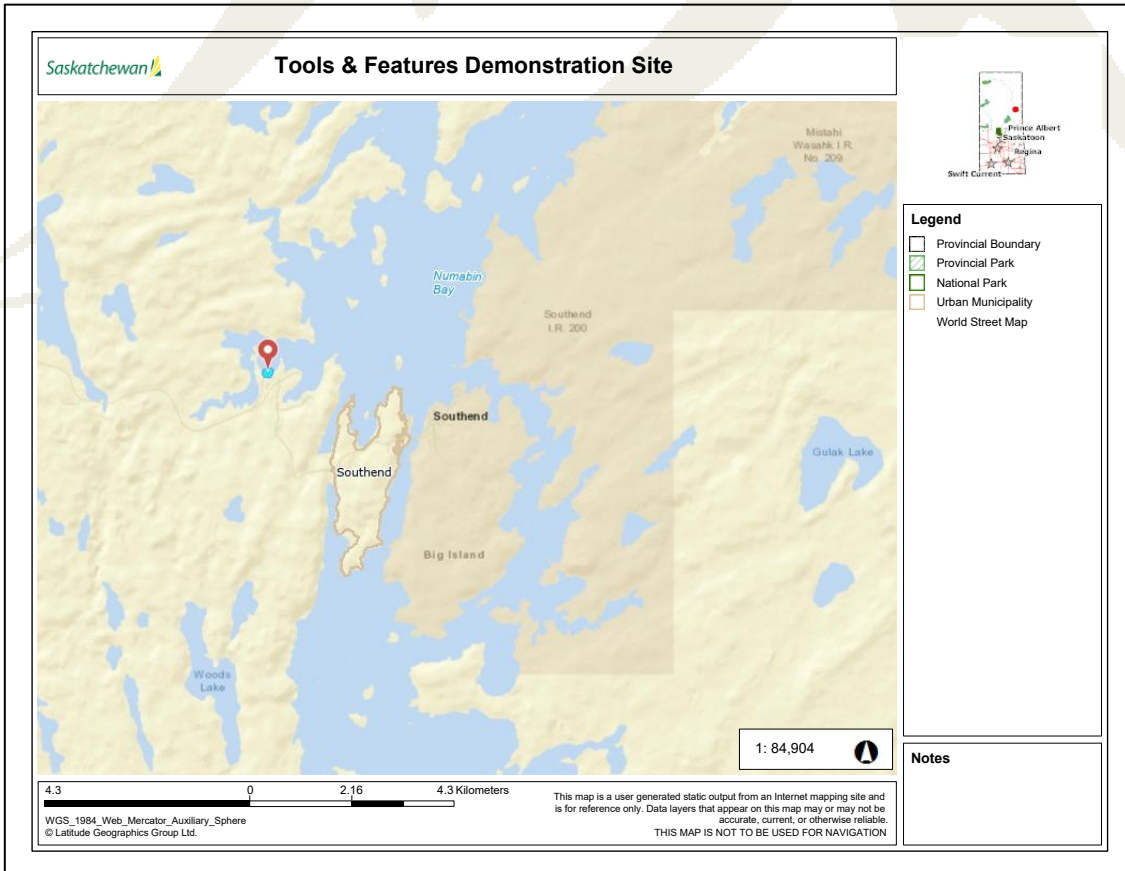 Saskatchewan
Tools & Features Demonstration Site
Prince Albert
Saskatoon
Regina
Swift Current
Mistahi
Wasahk I.R.
No. 209
Numabin
Bay
Southend
I.R. 200
Southend
Southend
Gulak Lake
Big Island
Woods
Lake
1: 84,904
Legend
Provincial Boundary
Provincial Park
National Park
Urban Municipality
World Street Map
Notes
4.3 0 2.16 4.3 Kilometers
WGS_1984_Web_Mercator_Auxiliary_Sphere
© Latitude Geographics Group Ltd.
This map is a user generated static output from an Internet mapping site and
is for reference only. Data layers that appear on this map may or may not be
accurate, current, or otherwise reliable.
THIS MAP IS NOT TO BE USED FOR NAVIGATION